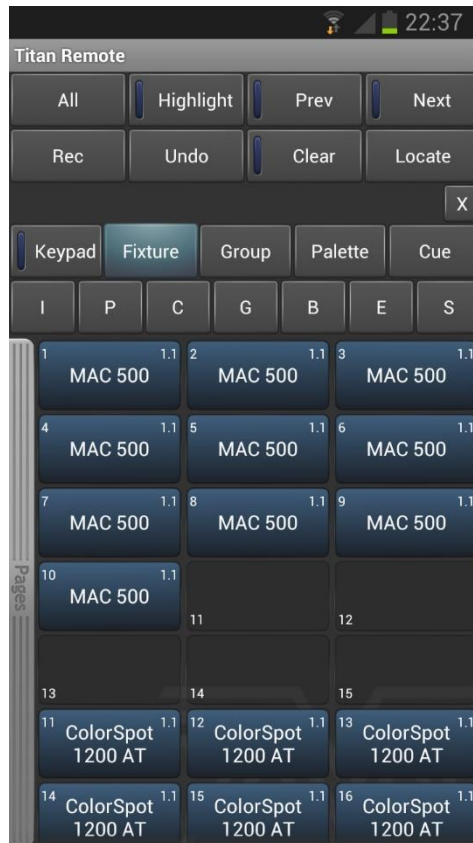 22:37
Titan Remote
All Highlight Prev Next
Rec Undo Clear Locate
X
Keypad Fixture Group Palette Cue
I P C G B E S
Pages
1 1.1 2 1.1 3 1.1
MAC 500 MAC 500 MAC 500
4 1.1 5 1.1 6 1.1
MAC 500 MAC 500 MAC 500
7 1.1 8 1.1 9 1.1
MAC 500 MAC 500 MAC 500
10 1.1
MAC 500
11 12
13 14 15
11 1.1 12 1.1 13 1.1
ColorSpot ColorSpot ColorSpot
1200 AT 1200 AT 1200 AT
14 1.1 15 1.1 16 1.1
ColorSpot ColorSpot ColorSpot
1200 AT 1200 AT 1200 AT